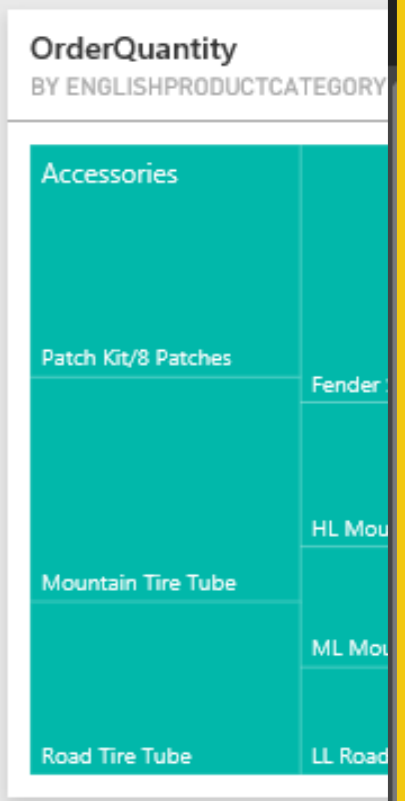 OrderQuantity
BY ENGLISHPRODUCTCATEGORY
Accessories
Patch Kit/8 Patches
Mountain Tire Tube
Road Tire Tube
Fender
HL Mou
ML Mou
LL Road